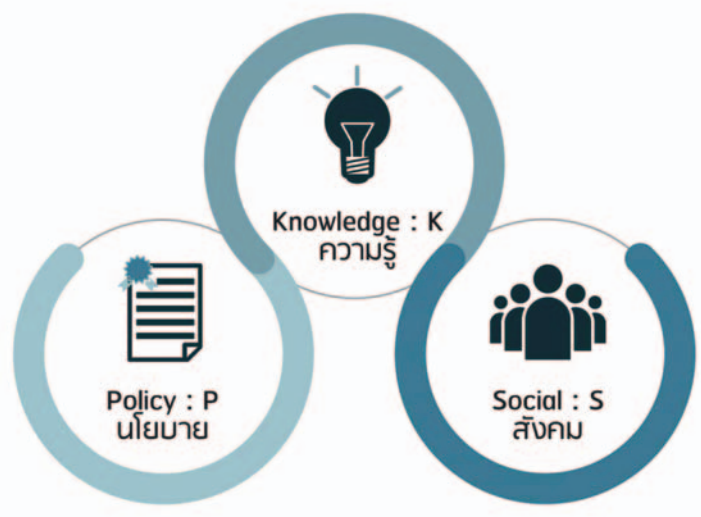 Knowledge : K
ความรู้
Policy : P
นโยบาย
Social : S
สังคม